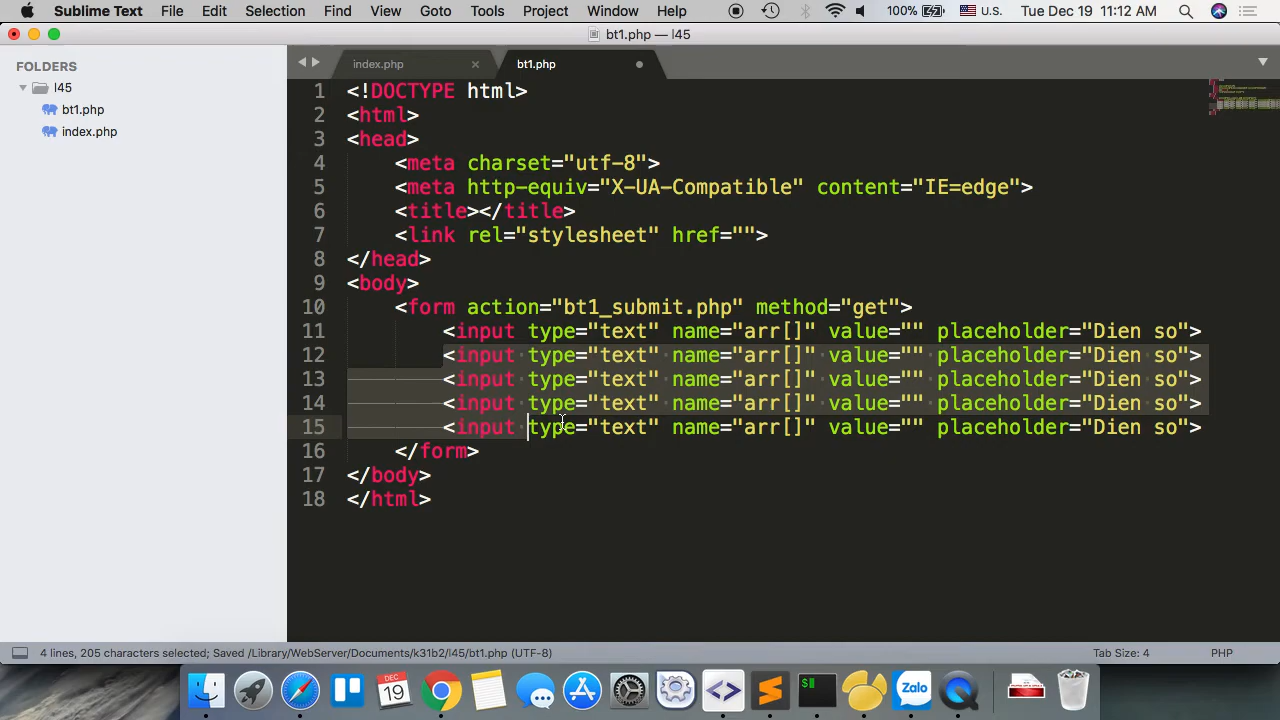 Sublime Text File Edit Selection Find View Goto Tools Project Window Help 100% U.S. Tue Dec 19 11:12 AM
bt1.php — l45
FOLDERS
l45
bt1.php
index.php
index.php × bt1.php
1 <!DOCTYPE html>
2 <html>
3 <head>
4 <meta charset="utf-8">
5 <meta http-equiv="X-UA-Compatible" content="IE=edge">
6 <title></title>
7 <link rel="stylesheet" href="">
8 </head>
9 <body>
10 <form action="bt1_submit.php" method="get">
11 <input type="text" name="arr[]" value="" placeholder="Dien so">
12 <input type="text" name="arr[]" value="" placeholder="Dien so">
13 <input type="text" name="arr[]" value="" placeholder="Dien so">
14 <input type="text" name="arr[]" value="" placeholder="Dien so">
15 <input type="text" name="arr[]" value="" placeholder="Dien so">
16 </form>
17 </body>
18 </html>
4 lines, 205 characters selected; Saved /Library/WebServer/Documents/k31b2/l45/bt1.php (UTF-8) Tab Size: 4 PHP
DEC
19
$
Zalo